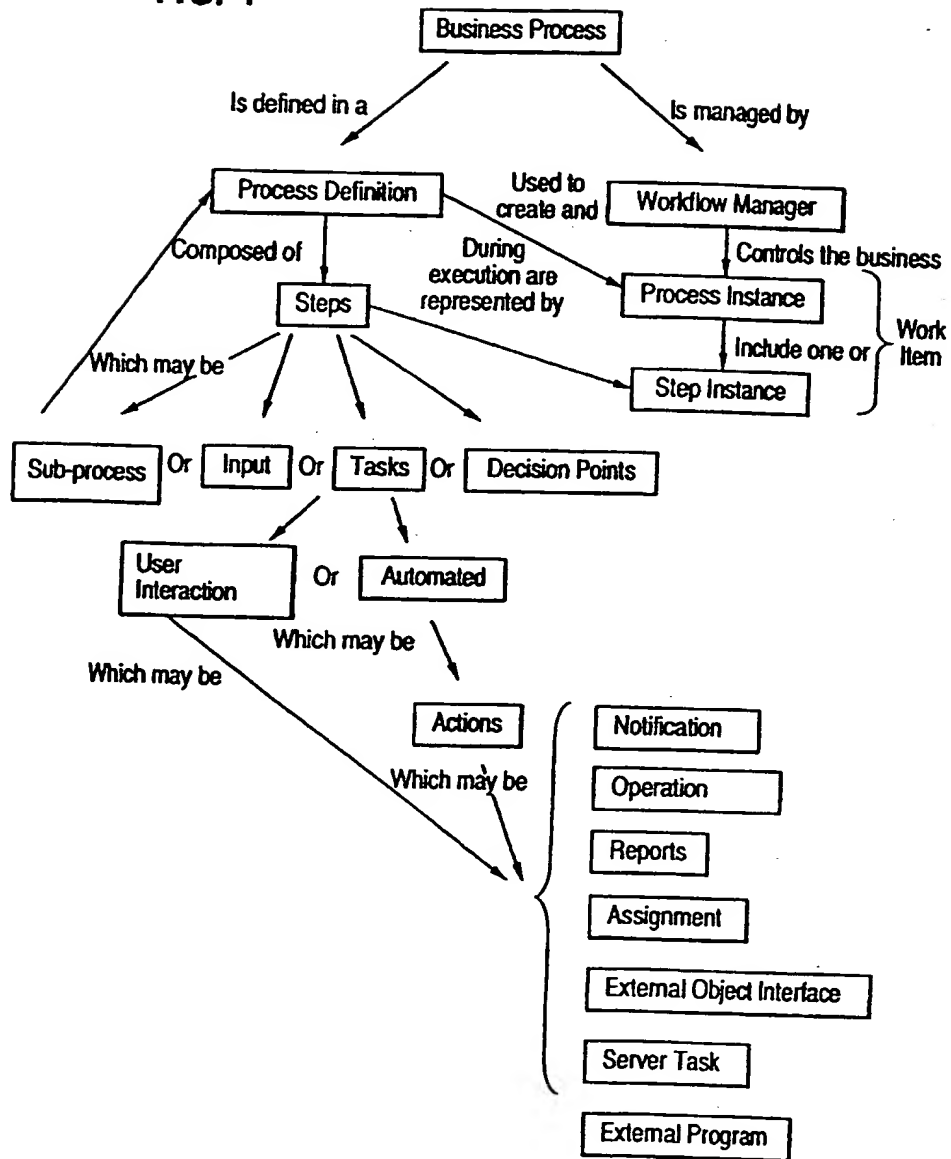 Business Process
Is defined in a
Is managed by
Process Definition
Used to
create and
Workflow Manager
Composed of
During
execution are
represented by
Controls the business
Steps
Process Instance
Which may be
Include one or
Work
Item
Step Instance
Sub-process Or Input Or Tasks Or Decision Points
User
Interaction
Or
Automated
Which may be
Which may be
Actions
Which may be
Notification
Operation
Reports
Assignment
External Object Interface
Server Task
External Program